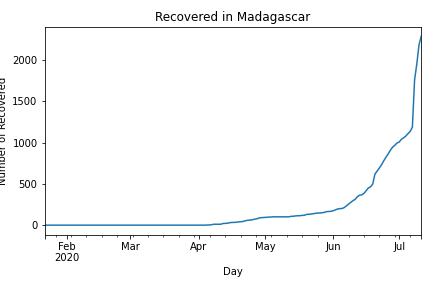 Recovered in Madagascar
Number of Recovered
2000
1500
1000
500
0
Feb
2020
Mar
Apr
May
Jun
Jul
Day